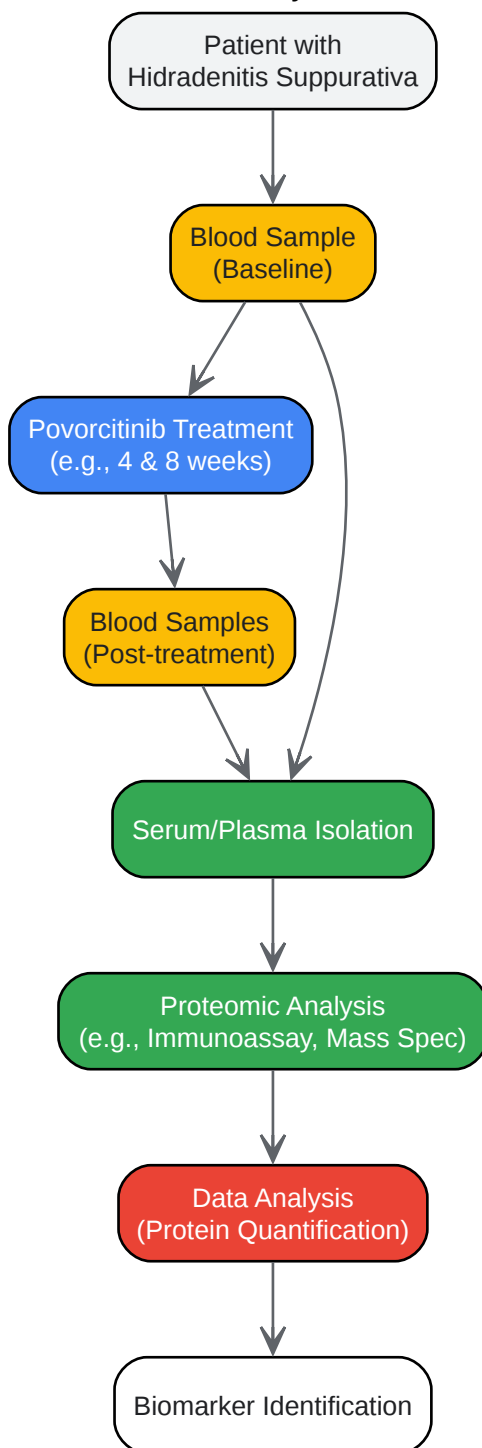 Patient with
Hidradenitis Suppurativa
Blood Sample
(Baseline)
Povorcitinib Treatment
(e.g., 4 & 8 weeks)
Blood Samples
(Post-treatment)
Serum/Plasma Isolation
Proteomic Analysis
(e.g., Immunoassay, Mass Spec)
Data Analysis
(Protein Quantification)
Biomarker Identification